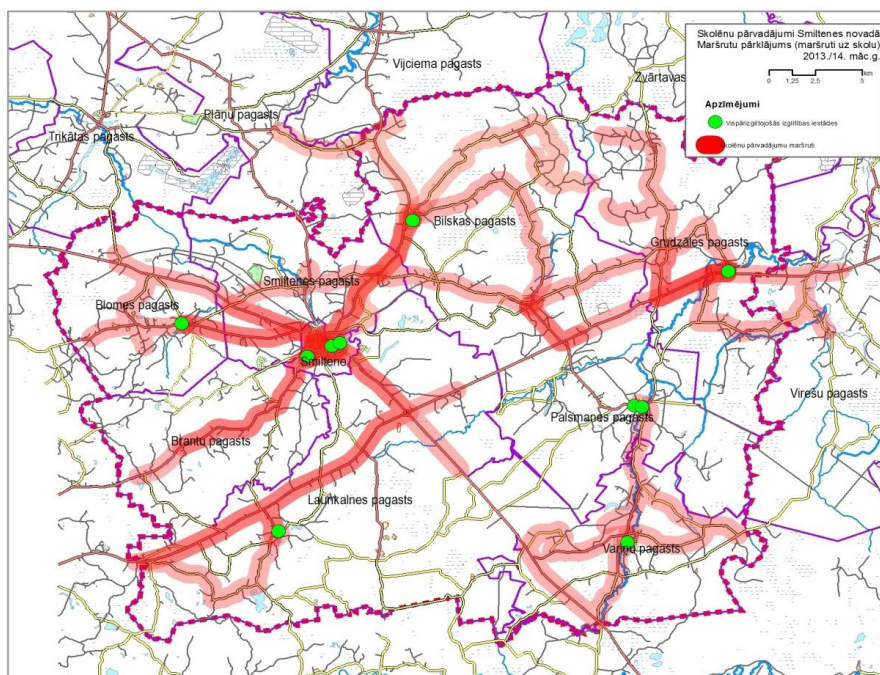 Skolēnu pārvadājumi Smiltenes novadā
Maršrutu pārklājums (maršruti uz skolu)
2013./14. māc.g.
0 1,25 2,5 5
km
Apzīmējumi
Vispārizglītojošās izglītības iestādes
skolēnu pārvadājumu maršruti
Vijciema pagasts
Zvārtavas
Plāņu pagasts
Trikātas pagasts
Bilskas pagasts
Grudzāles pagasts
Smiltenes pagasts
Blomes pagasts
Smiltene
Virešu pagasts
Palsmanes pagasts
Brantu pagasts
Launkalnes pagasts
Variņu pagasts